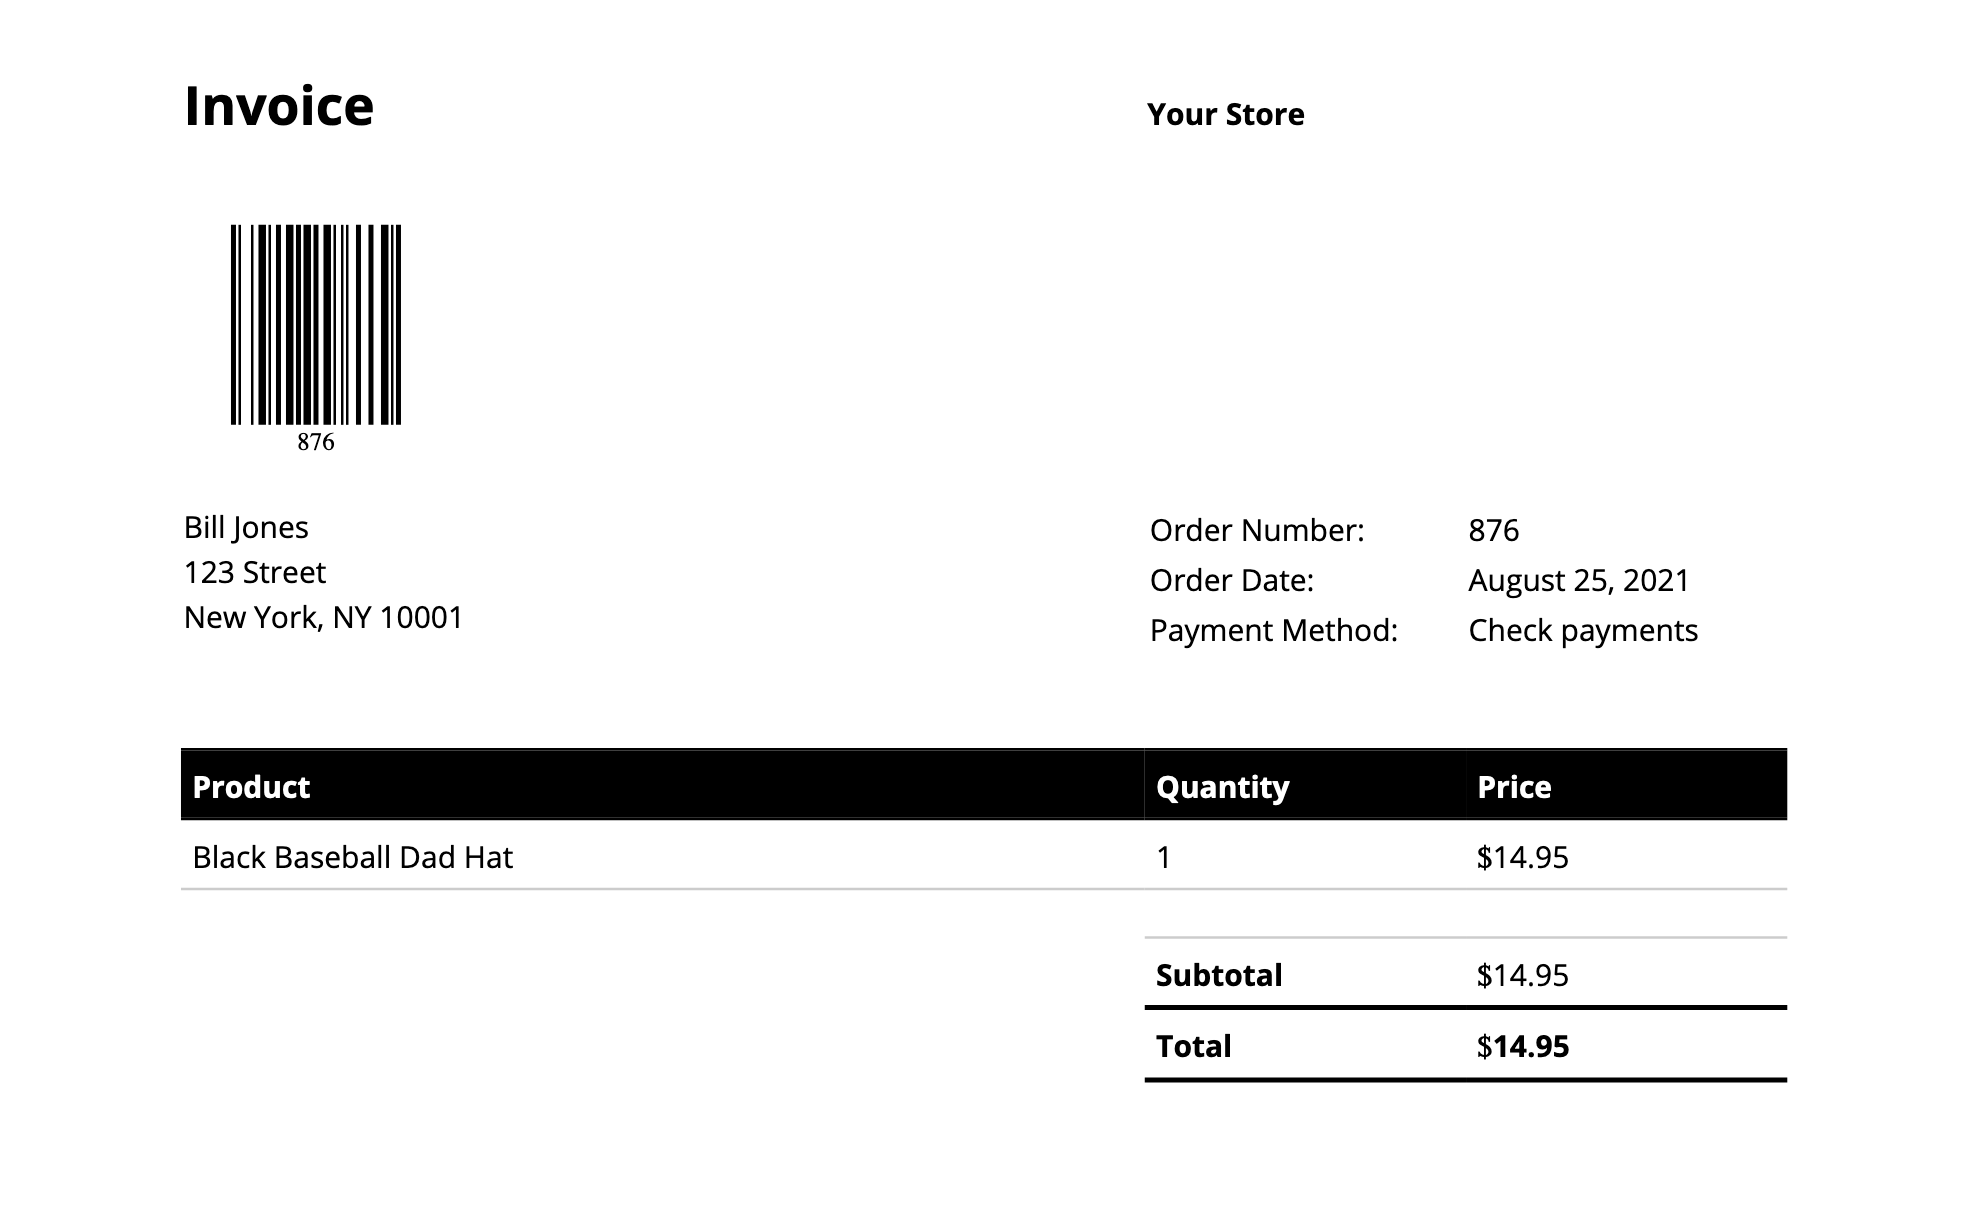 Invoice
Your Store
876
Bill Jones
123 Street
New York, NY 10001
Order Number: 876
Order Date: August 25, 2021
Payment Method: Check payments
Product Quantity Price
Black Baseball Dad Hat 1 $14.95
Subtotal $14.95
Total $14.95